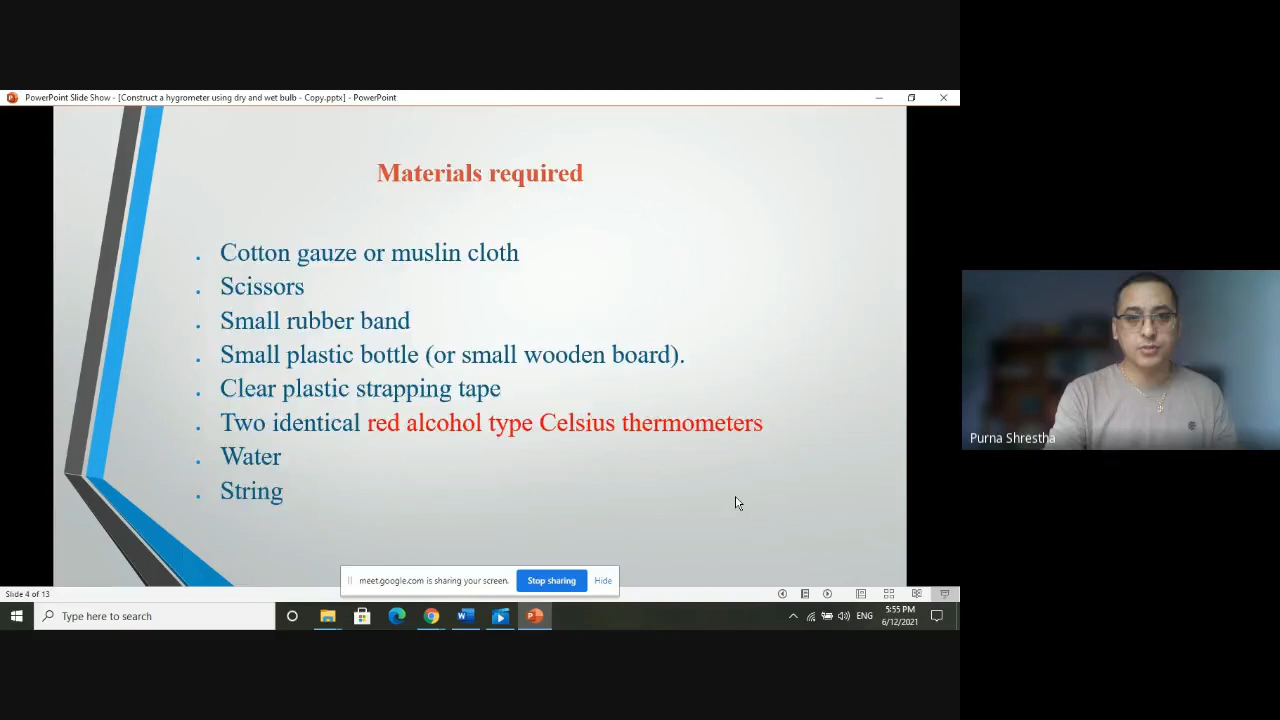 PowerPoint Slide Show - [Construct a hygrometer using dry and wet bulb - Copy.pptx] - PowerPoint
Materials required
Cotton gauze or muslin cloth
Scissors
Small rubber band
Small plastic bottle (or small wooden board).
Clear plastic strapping tape
Two identical red alcohol type Celsius thermometers
Water
String
Purna Shrestha
meet.google.com is sharing your screen.
Stop sharing
Hide
Slide 4 of 13
Type here to search
ENG
5:55 PM
6/12/2021